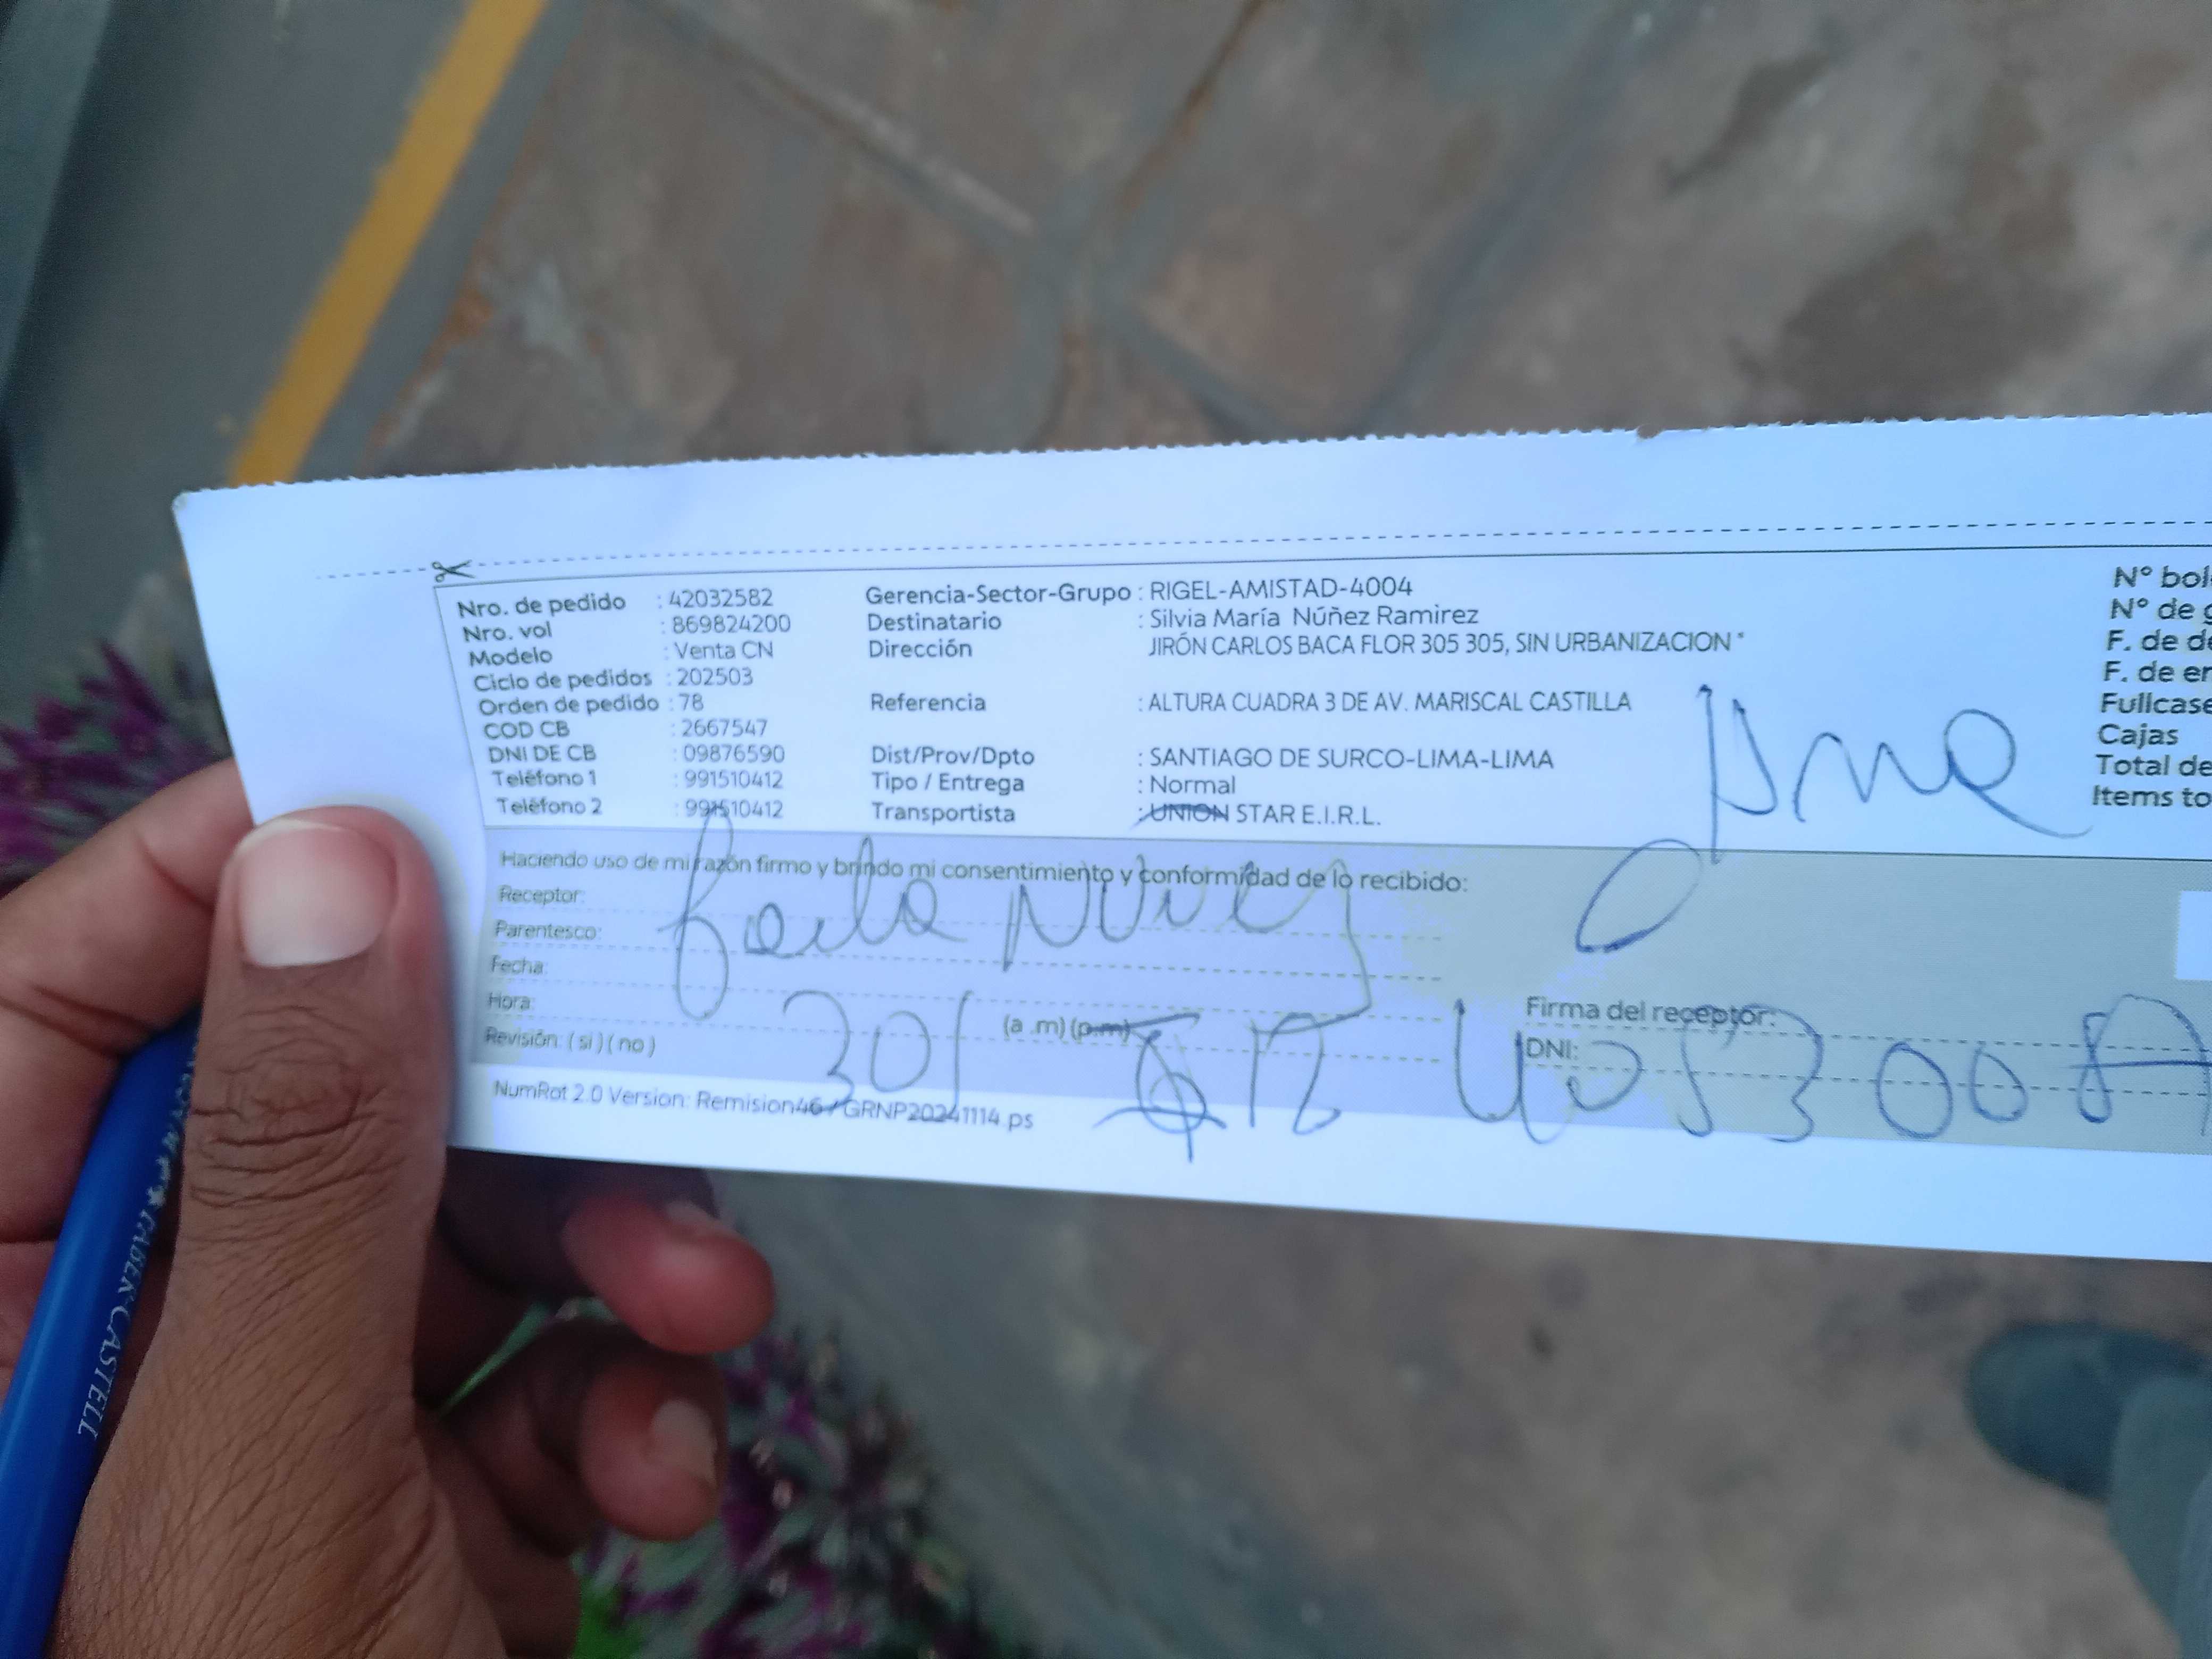 Nro. de pedido : 42032582
Nro. vol : 869824200
Modelo : Venta CN
Ciclo de pedidos : 202503
Orden de pedido : 78
COD CB : 2667547
DNI DE CB : 09876590
Teléfono 1 : 991510412
Teléfono 2 : 991510412
Gerencia-Sector-Grupo : RIGEL-AMISTAD-4004
Destinatario : Silvia María Núñez Ramirez
Dirección JIRÓN CARLOS BACA FLOR 305 305, SIN URBANIZACION *
Referencia : ALTURA CUADRA 3 DE AV. MARISCAL CASTILLA
Dist/Prov/Dpto : SANTIAGO DE SURCO-LIMA-LIMA
Tipo / Entrega : Normal
Transportista : UNION STAR E.I.R.L.
N° bol
N° de g
F. de de
F. de en
Fullcase
Cajas
Total de
Items to
Haciendo uso de mi razón firmo y brindo mi consentimiento y conformidad de lo recibido:
Receptor:
Parentesco:
Nuñez
Fecha:
Hora: (a .m) (p.m)
Revisión: ( si ) ( no )
30/
Firma del receptor:
DNI:
NumRot 2.0 Version: Remision46 / GRNP20241114.ps
FABER-CASTELL